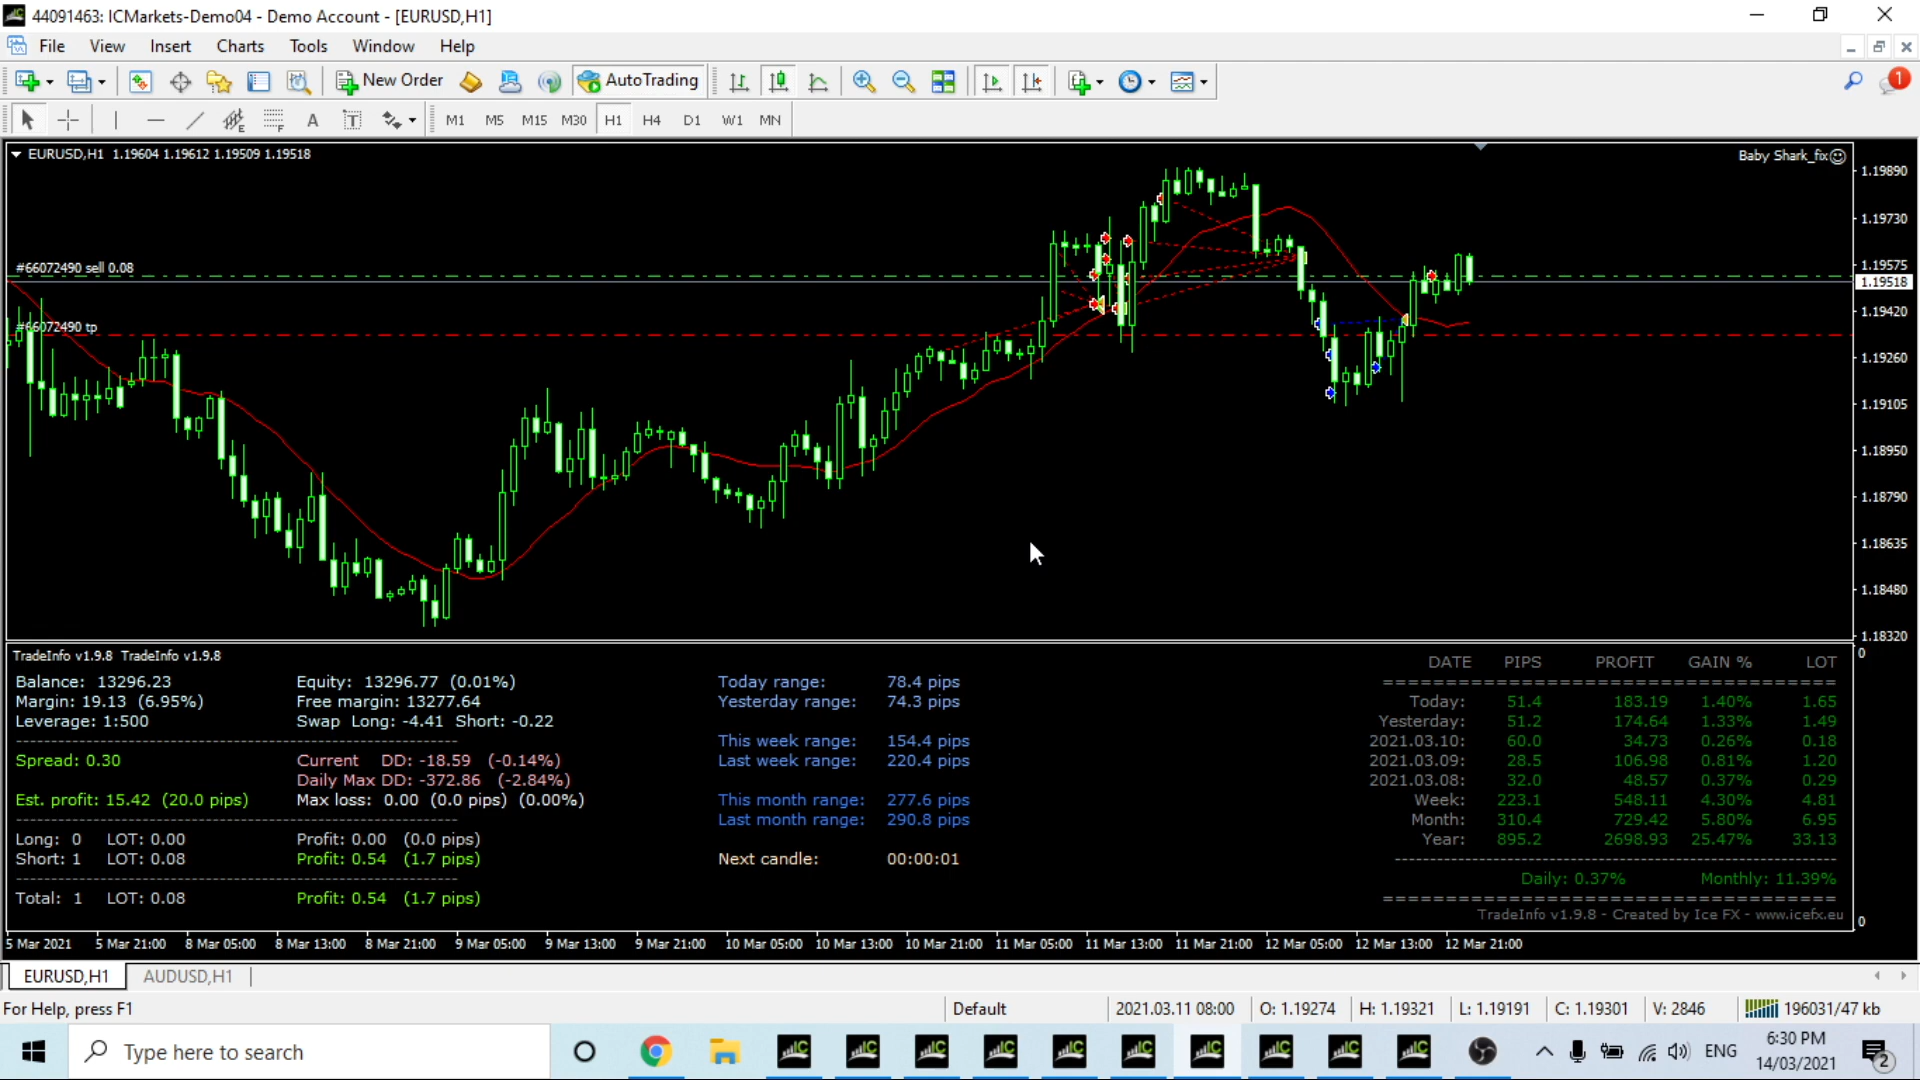 44091463: ICMarkets-Demo04 - Demo Account - [EURUSD,H1]
File View Insert Charts Tools Window Help
New Order AutoTrading 1
A T M1 M5 M15 M30 H1 H4 D1 W1 MN
EURUSD,H1 1.19604 1.19612 1.19509 1.19518
Baby Shark_fix
1.19890
1.19730
#66072490 sell 0.08
1.19575
1.19518
1.19420
#66072490 tp
1.19260
1.19105
1.18950
1.18790
1.18635
1.18480
1.18320
TradeInfo v1.9.8 TradeInfo v1.9.8
0
Balance: 13296.23 Equity: 13296.77 (0.01%) Today range: 78.4 pips
Margin: 19.13 (6.95%) Free margin: 13277.64 Yesterday range: 74.3 pips
Leverage: 1:500 Swap Long: -4.41 Short: -0.22
This week range: 154.4 pips
Spread: 0.30 Current DD: -18.59 (-0.14%) Last week range: 220.4 pips
Daily Max DD: -372.86 (-2.84%)
Est. profit: 15.42 (20.0 pips) Max loss: 0.00 (0.0 pips) (0.00%) This month range: 277.6 pips
Last month range: 290.8 pips
Long: 0 LOT: 0.00 Profit: 0.00 (0.0 pips)
Short: 1 LOT: 0.08 Profit: 0.54 (1.7 pips) Next candle: 00:00:01
Total: 1 LOT: 0.08 Profit: 0.54 (1.7 pips)
DATE PIPS PROFIT GAIN % LOT
Today: 51.4 183.19 1.40% 1.65
Yesterday: 51.2 174.64 1.33% 1.49
2021.03.10: 60.0 34.73 0.26% 0.18
2021.03.09: 28.5 106.98 0.81% 1.20
2021.03.08: 32.0 48.57 0.37% 0.29
Week: 223.1 548.11 4.30% 4.81
Month: 310.4 729.42 5.80% 6.95
Year: 895.2 2698.93 25.47% 33.13
Daily: 0.37% Monthly: 11.39%
TradeInfo v1.9.8 - Created by Ice FX - www.icefx.eu
0
5 Mar 2021 5 Mar 21:00 8 Mar 05:00 8 Mar 13:00 8 Mar 21:00 9 Mar 05:00 9 Mar 13:00 9 Mar 21:00 10 Mar 05:00 10 Mar 13:00 10 Mar 21:00 11 Mar 05:00 11 Mar 13:00 11 Mar 21:00 12 Mar 05:00 12 Mar 13:00 12 Mar 21:00
EURUSD,H1 AUDUSD,H1
For Help, press F1 Default 2021.03.11 08:00 O: 1.19274 H: 1.19321 L: 1.19191 C: 1.19301 V: 2846 196031/47 kb
Type here to search
ENG
6:30 PM
14/03/2021
2